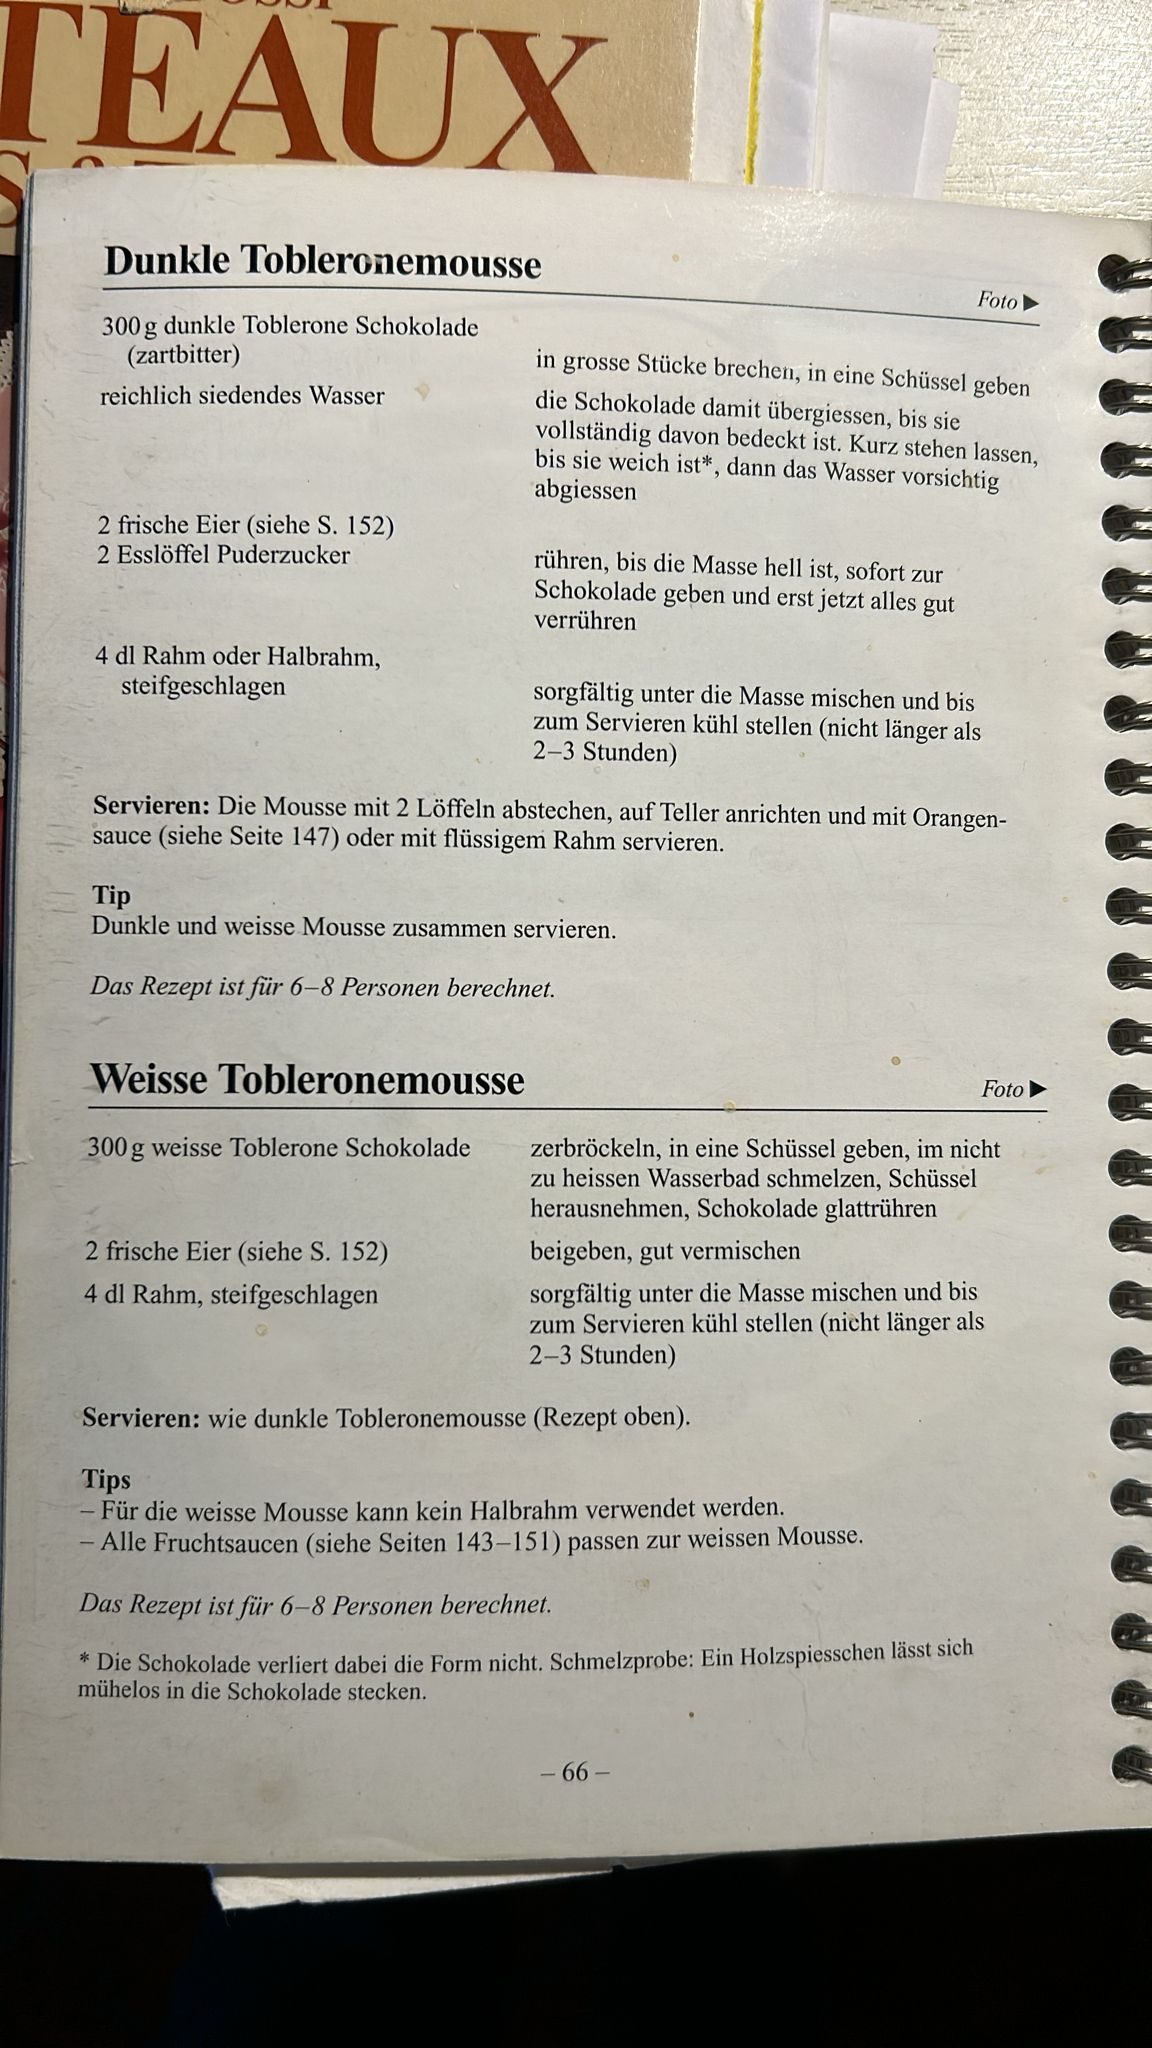 TEAUX
Dunkle Tobleronemousse
Foto ▶
300 g dunkle Toblerone Schokolade
(zartbitter)
in grosse Stücke brechen, in eine Schüssel geben
reichlich siedendes Wasser
die Schokolade damit übergiessen, bis sie
vollständig davon bedeckt ist. Kurz stehen lassen,
bis sie weich ist*, dann das Wasser vorsichtig
abgiessen
2 frische Eier (siehe S. 152)
2 Esslöffel Puderzucker
rühren, bis die Masse hell ist, sofort zur
Schokolade geben und erst jetzt alles gut
verrühren
4 dl Rahm oder Halbrahm,
steifgeschlagen
sorgfältig unter die Masse mischen und bis
zum Servieren kühl stellen (nicht länger als
2–3 Stunden)
Servieren: Die Mousse mit 2 Löffeln abstechen, auf Teller anrichten und mit Orangen-
sauce (siehe Seite 147) oder mit flüssigem Rahm servieren.
Tip
Dunkle und weisse Mousse zusammen servieren.
Das Rezept ist für 6–8 Personen berechnet.
Weisse Tobleronemousse
Foto ▶
300 g weisse Toblerone Schokolade
zerbröckeln, in eine Schüssel geben, im nicht
zu heissen Wasserbad schmelzen, Schüssel
herausnehmen, Schokolade glattrühren
2 frische Eier (siehe S. 152)
beigeben, gut vermischen
4 dl Rahm, steifgeschlagen
sorgfältig unter die Masse mischen und bis
zum Servieren kühl stellen (nicht länger als
2–3 Stunden)
Servieren: wie dunkle Tobleronemousse (Rezept oben).
Tips
– Für die weisse Mousse kann kein Halbrahm verwendet werden.
– Alle Fruchtsaucen (siehe Seiten 143–151) passen zur weissen Mousse.
Das Rezept ist für 6–8 Personen berechnet.
* Die Schokolade verliert dabei die Form nicht. Schmelzprobe: Ein Holzspiesschen lässt sich
mühelos in die Schokolade stecken.
– 66 –